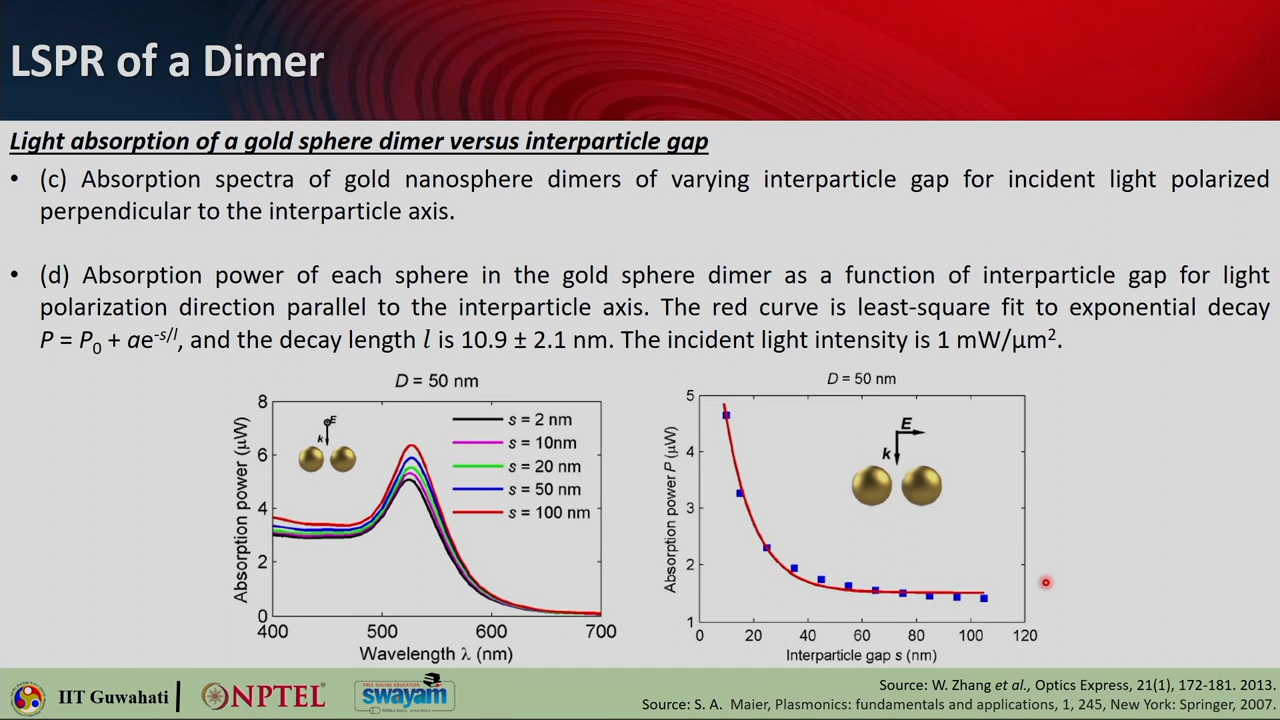 LSPR of a Dimer
Light absorption of a gold sphere dimer versus interparticle gap
• (c) Absorption spectra of gold nanosphere dimers of varying interparticle gap for incident light polarized
perpendicular to the interparticle axis.
• (d) Absorption power of each sphere in the gold sphere dimer as a function of interparticle gap for light
polarization direction parallel to the interparticle axis. The red curve is least-square fit to exponential decay
P = P0 + ae-s/l, and the decay length l is 10.9 ± 2.1 nm. The incident light intensity is 1 mW/μm2.
D = 50 nm
Absorption power (μW)
8
6
4
2
0
E
k
s = 2 nm
s = 10nm
s = 20 nm
s = 50 nm
s = 100 nm
400 500 600 700
Wavelength λ (nm)
D = 50 nm
Absorption power P (μW)
5
4
3
2
1
E
k
0 20 40 60 80 100 120
Interparticle gap s (nm)
IIT Guwahati
NPTEL
FREE ONLINE EDUCATION
swayam
Source: W. Zhang et al., Optics Express, 21(1), 172-181. 2013.
Source: S. A. Maier, Plasmonics: fundamentals and applications, 1, 245, New York: Springer, 2007.